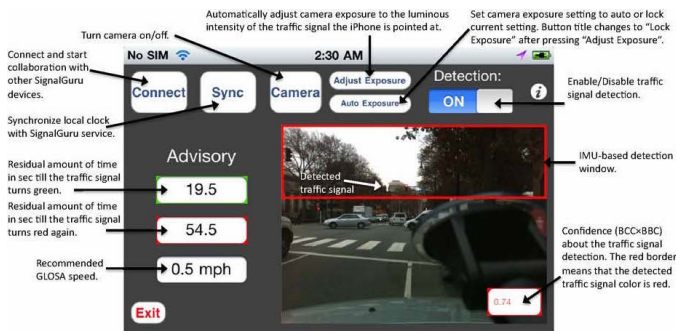 Automatically adjust camera exposure to the luminous
intensity of the traffic signal the iPhone is pointed at.
Set camera exposure setting to auto or lock
current setting. Button title changes to "Lock
Exposure" after pressing "Adjust Exposure".
Turn camera on/off.
Connect and start
collaboration with
other SignalGuru
devices.
Synchronize local clock
with SignalGuru service.
No SIM
2:30 AM
Connect
Sync
Camera
Adjust Exposure
Auto Exposure
Detection:
ON
i
Enable/Disable traffic
signal detection.
Advisory
Detected
traffic signal
IMU-based detection
window.
Residual amount of time
in sec till the traffic signal
turns green.
19.5
Residual amount of time
in sec till the traffic signal
turns red again.
54.5
Recommended
GLOSA speed.
0.5 mph
Confidence (BCC×BBC)
about the traffic signal
detection. The red border
means that the detected
traffic signal color is red.
0.74
Exit